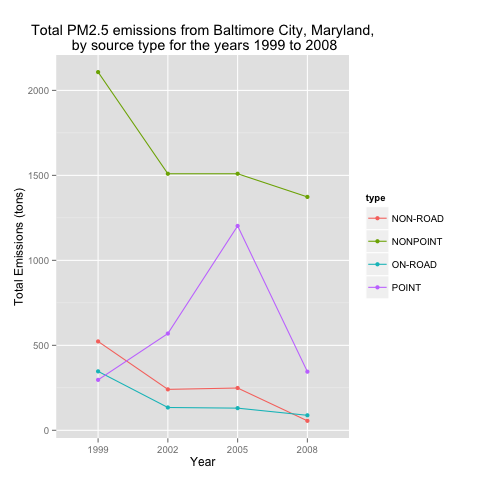 Total PM2.5 emissions from Baltimore City, Maryland,
by source type for the years 1999 to 2008
Total Emissions (tons)
2000
1500
1000
500
0
1999 2002 2005 2008
Year
type
NON-ROAD
NONPOINT
ON-ROAD
POINT